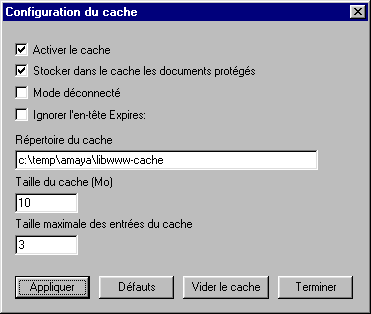 Configuration du cache
Activer le cache
Stocker dans le cache les documents protégés
Mode déconnecté
Ignorer l'en-tête Expires:
Répertoire du cache
c:\temp\amaya\libwww-cache
Taille du cache (Mo)
10
Taille maximale des entrées du cache
3
Appliquer Défauts Vider le cache Terminer